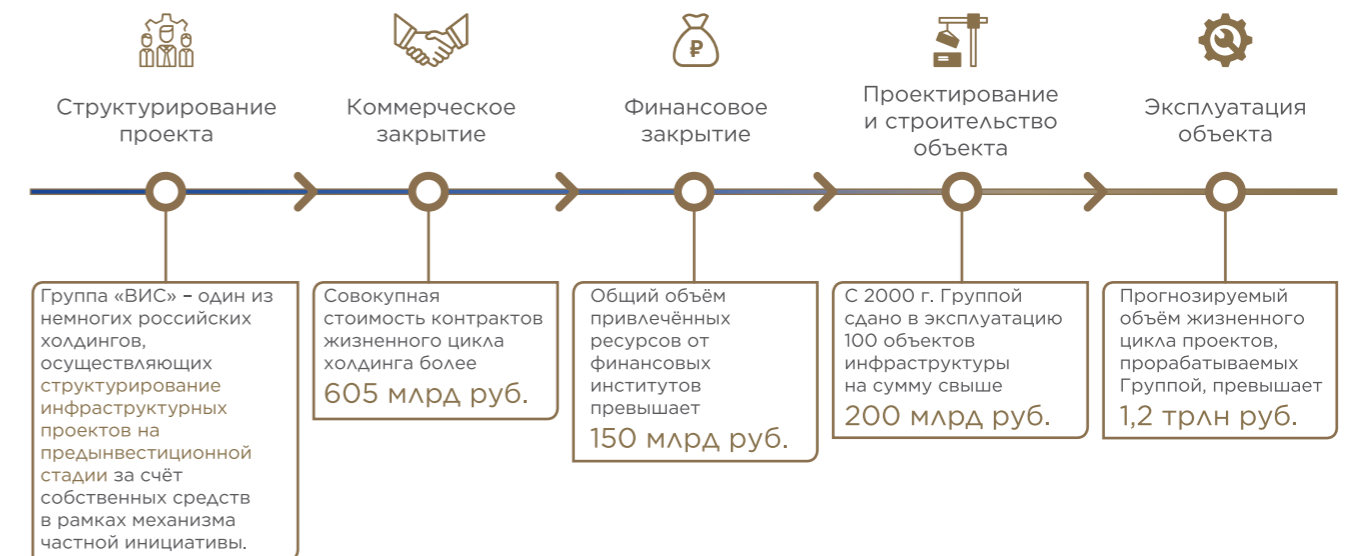 Структурирование
проекта
Коммерческое
закрытие
Финансовое
закрытие
Проектирование
и строительство
объекта
Эксплуатация
объекта
Группа «ВИС» – один из
немногих российских
холдингов,
осуществляющих
структурирование
инфраструктурных
проектов на
предынвестиционной
стадии за счёт
собственных средств
в рамках механизма
частной инициативы.
Совокупная
стоимость контрактов
жизненного цикла
холдинга более
605 млрд руб.
Общий объём
привлечённых
ресурсов от
финансовых
институтов
превышает
150 млрд руб.
С 2000 г. Группой
сдано в эксплуатацию
100 объектов
инфраструктуры
на сумму свыше
200 млрд руб.
Прогнозируемый
объём жизненного
цикла проектов,
прорабатываемых
Группой, превышает
1,2 трлн руб.